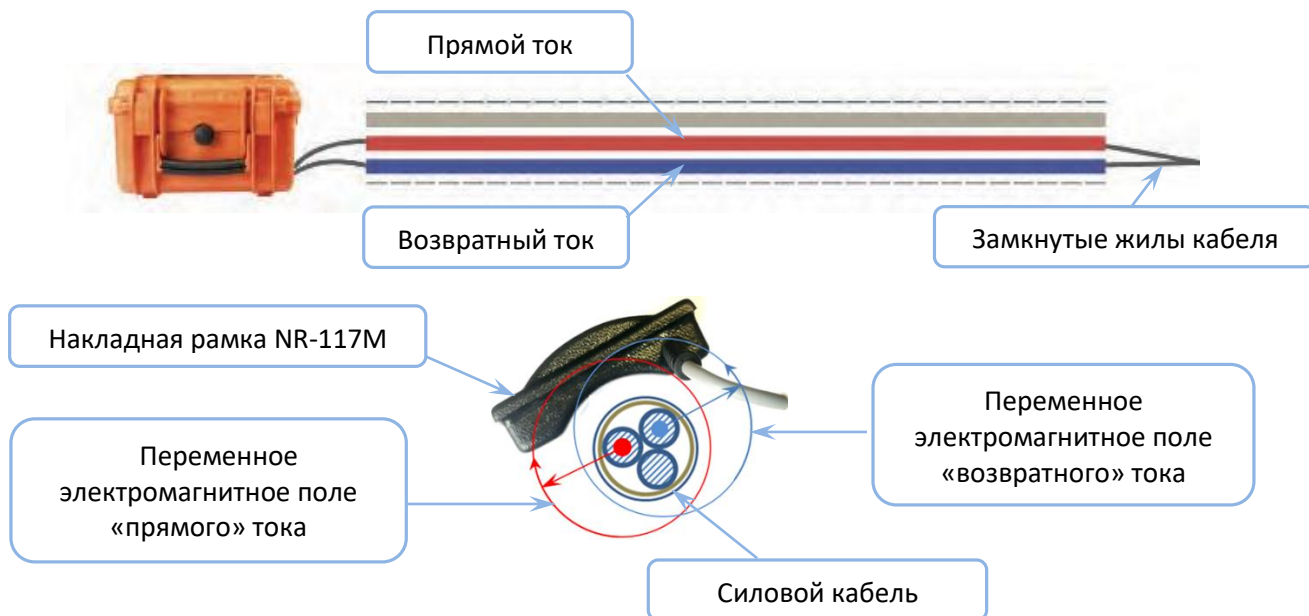 Прямой ток
Возвратный ток
Замкнутые жилы кабеля
Накладная рамка NR-117М
Переменное
электромагнитное поле
«прямого» тока
Переменное
электромагнитное поле
«возвратного» тока
Силовой кабель